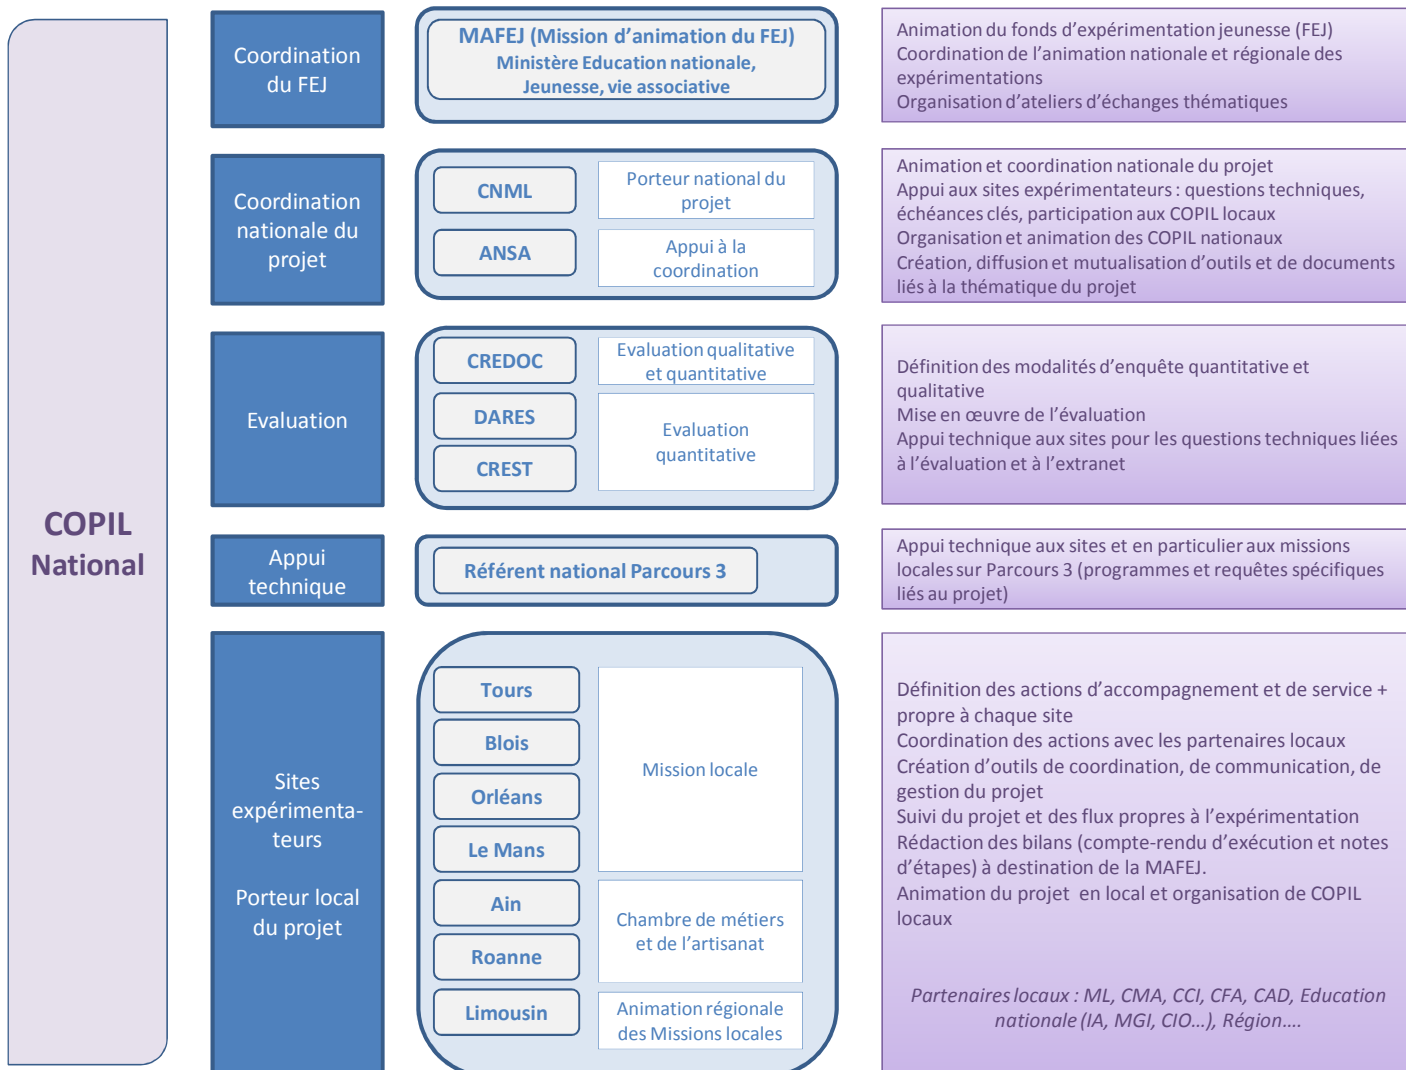 COPIL
National
Coordination
du FEJ
MAFEJ (Mission d'animation du FEJ)
Ministère Education nationale,
Jeunesse, vie associative
Animation du fonds d'expérimentation jeunesse (FEJ)
Coordination de l'animation nationale et régionale des
expérimentations
Organisation d'ateliers d'échanges thématiques
Coordination
nationale du
projet
CNML
Porteur national du
projet
ANSA
Appui à la
coordination
Animation et coordination nationale du projet
Appui aux sites expérimentateurs : questions techniques,
échéances clés, participation aux COPIL locaux
Organisation et animation des COPIL nationaux
Création, diffusion et mutualisation d'outils et de documents
liés à la thématique du projet
Evaluation
CREDOC
Evaluation qualitative
et quantitative
DARES
CREST
Evaluation
quantitative
Définition des modalités d'enquête quantitative et
qualitative
Mise en œuvre de l'évaluation
Appui technique aux sites pour les questions techniques liées
à l'évaluation et à l'extranet
Appui
technique
Référent national Parcours 3
Appui technique aux sites et en particulier aux missions
locales sur Parcours 3 (programmes et requêtes spécifiques
liés au projet)
Sites
expérimenta-
teurs
Porteur local
du projet
Tours
Blois
Orléans
Le Mans
Mission locale
Ain
Roanne
Chambre de métiers
et de l'artisanat
Limousin
Animation régionale
des Missions locales
Définition des actions d'accompagnement et de service +
propre à chaque site
Coordination des actions avec les partenaires locaux
Création d'outils de coordination, de communication, de
gestion du projet
Suivi du projet et des flux propres à l'expérimentation
Rédaction des bilans (compte-rendu d'exécution et notes
d'étapes) à destination de la MAFEJ.
Animation du projet en local et organisation de COPIL
locaux
Partenaires locaux : ML, CMA, CCI, CFA, CAD, Education
nationale (IA, MGI, CIO...), Région....